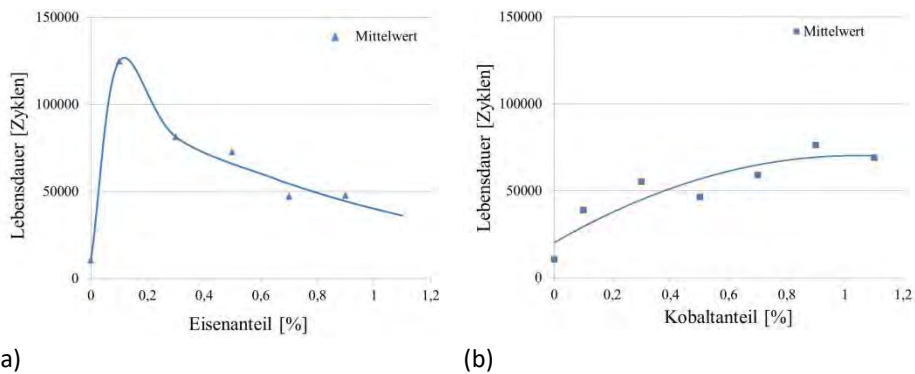 150000
Mittelwert
100000
50000
0
0 0,2 0,4 0,6 0,8 1 1,2
Lebensdauer [Zyklen]
Eisenanteil [%]
a)
150000
Mittelwert
100000
50000
0
0 0,2 0,4 0,6 0,8 1 1,2
Lebensdauer [Zyklen]
Kobaltanteil [%]
(b)